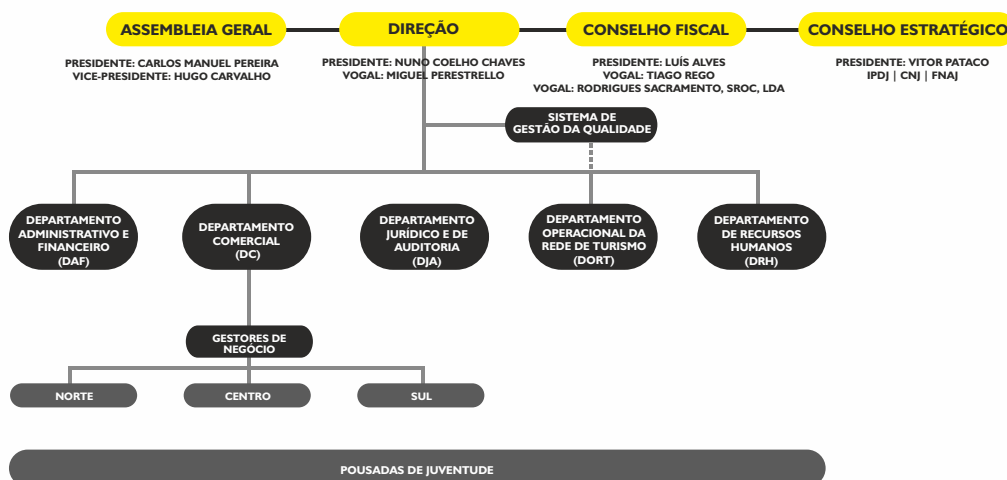 ASSEMBLEIA GERAL
DIREÇÃO
CONSELHO FISCAL
CONSELHO ESTRATÉGICO
PRESIDENTE: CARLOS MANUEL PEREIRA
VICE-PRESIDENTE: HUGO CARVALHO
PRESIDENTE: NUNO COELHO CHAVES
VOGAL: MIGUEL PERESTRELLO
PRESIDENTE: LUÍS ALVES
VOGAL: TIAGO REGO
VOGAL: RODRIGUES SACRAMENTO, SROC, LDA
PRESIDENTE: VITOR PATACO
IPDJ | CNJ | FNAJ
SISTEMA DE
GESTÃO DA QUALIDADE
DEPARTAMENTO
ADMINISTRATIVO E
FINANCEIRO
(DAF)
DEPARTAMENTO
COMERCIAL
(DC)
DEPARTAMENTO
JURÍDICO E DE
AUDITORIA
(DJA)
DEPARTAMENTO
OPERACIONAL DA
REDE DE TURISMO
(DORT)
DEPARTAMENTO
DE RECURSOS
HUMANOS
(DRH)
GESTORES DE
NEGÓCIO
NORTE
CENTRO
SUL
POUSADAS DE JUVENTUDE